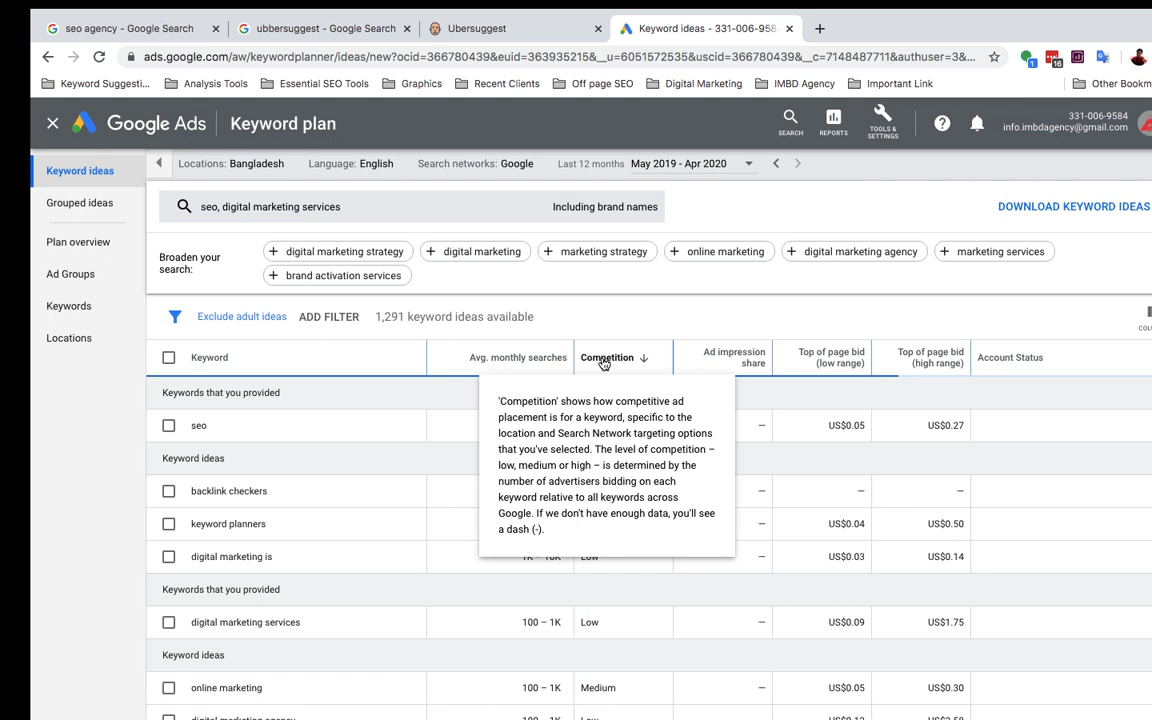 seo agency - Google Search
ubbersuggest - Google Search
Ubersuggest
Keyword ideas - 331-006-958
ads.google.com/aw/keywordplanner/ideas/new?ocid=366780439&euid=363935215&__u=6051572535&uscid=366780439&__c=7148487711&authuser=3&...
1
16
Keyword Suggesti...
Analysis Tools
Essential SEO Tools
Graphics
Recent Clients
Off page SEO
Digital Marketing
IMBD Agency
Important Link
Other Bookm
Google Ads
Keyword plan
SEARCH
REPORTS
TOOLS & SETTINGS
331-006-9584
info.imbdagency@gmail.com
Keyword ideas
Grouped ideas
Plan overview
Ad Groups
Keywords
Locations
Locations: Bangladesh
Language: English
Search networks: Google
Last 12 months
May 2019 - Apr 2020
seo, digital marketing services
Including brand names
DOWNLOAD KEYWORD IDEAS
Broaden your
search:
digital marketing strategy
digital marketing
marketing strategy
online marketing
digital marketing agency
marketing services
brand activation services
Exclude adult ideas
ADD FILTER
1,291 keyword ideas available
COLU
Keyword
Avg. monthly searches
Competition
Ad impression
share
Top of page bid
(low range)
Top of page bid
(high range)
Account Status
Keywords that you provided
seo
–
US$0.05
US$0.27
Keyword ideas
backlink checkers
–
–
–
keyword planners
–
US$0.04
US$0.50
digital marketing is
1K – 10K
Low
–
US$0.03
US$0.14
'Competition' shows how competitive ad
placement is for a keyword, specific to the
location and Search Network targeting options
that you've selected. The level of competition –
low, medium or high – is determined by the
number of advertisers bidding on each
keyword relative to all keywords across
Google. If we don't have enough data, you'll see
a dash (-).
Keywords that you provided
digital marketing services
100 – 1K
Low
–
US$0.09
US$1.75
Keyword ideas
online marketing
100 – 1K
Medium
–
US$0.05
US$0.30
digital marketing agency
100 – 1K
Low